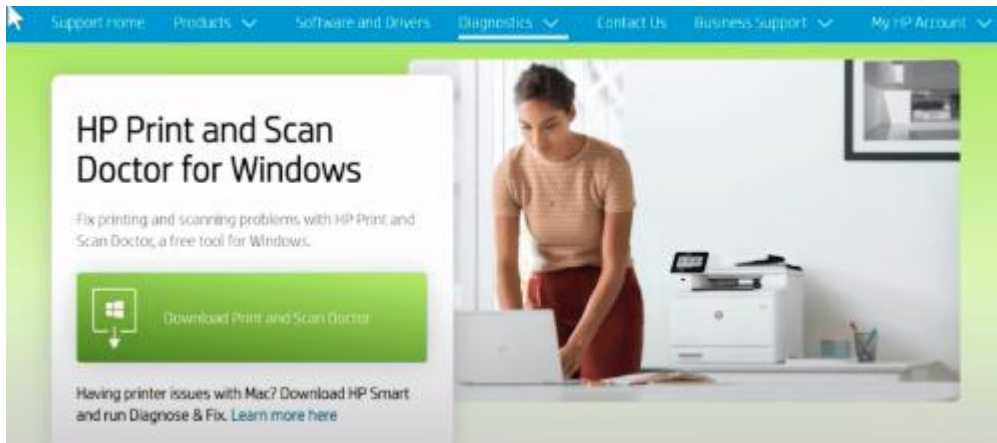 Support Home Products Software and Drivers Diagnostics Contact Us Business Support My HP Account
HP Print and Scan
Doctor for Windows
Fix printing and scanning problems with HP Print and
Scan Doctor, a free tool for Windows.
Download Print and Scan Doctor
Having printer issues with Mac? Download HP Smart
and run Diagnose & Fix. Learn more here